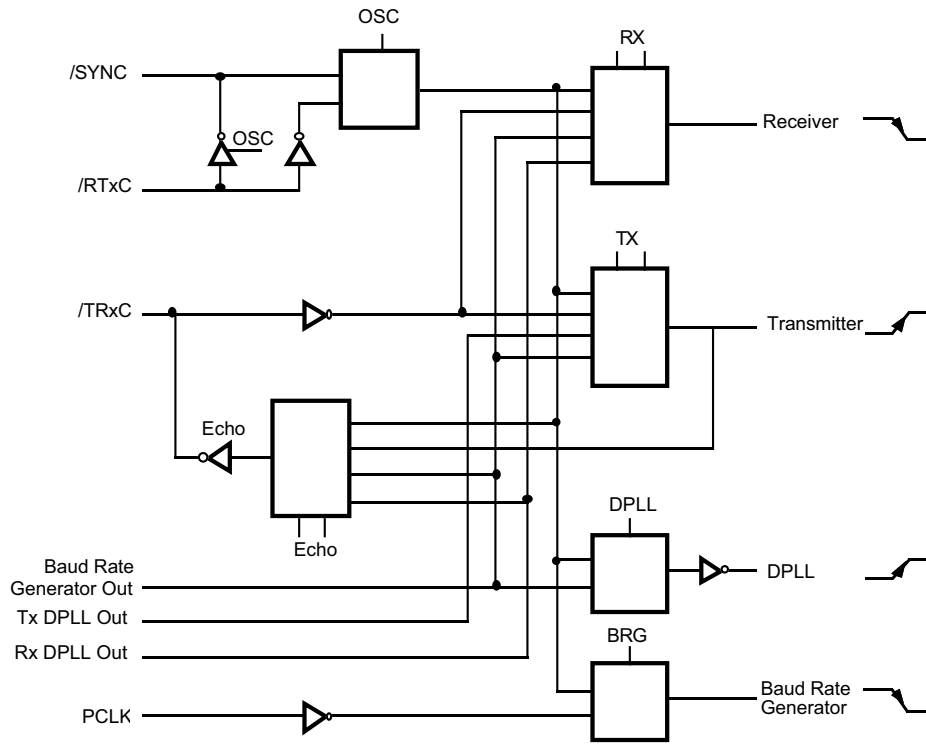 OSC
/SYNC
RX
Receiver
OSC
/RTxC
TX
/TRxC
Transmitter
Echo
Echo
DPLL
Baud Rate
Generator Out
DPLL
Tx DPLL Out
Rx DPLL Out
BRG
Baud Rate
Generator
PCLK